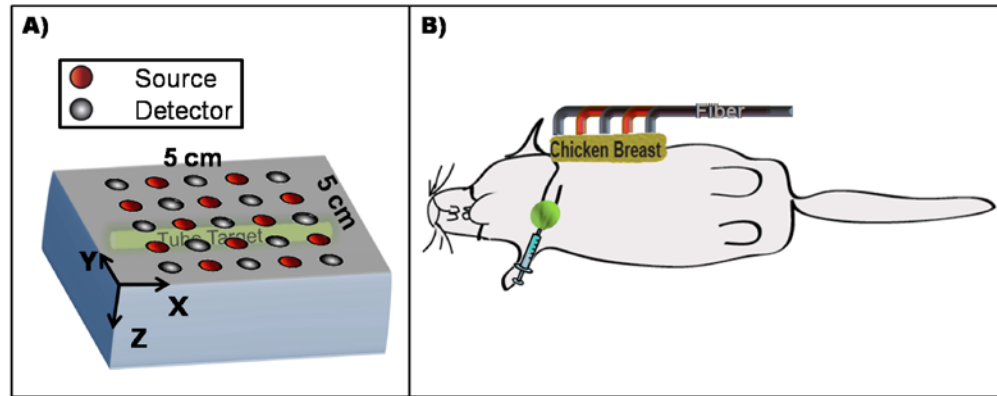 A)
Source
Detector
5 cm
5 cm
Tube Target
Y
X
Z
B)
Fiber
Chicken Breast